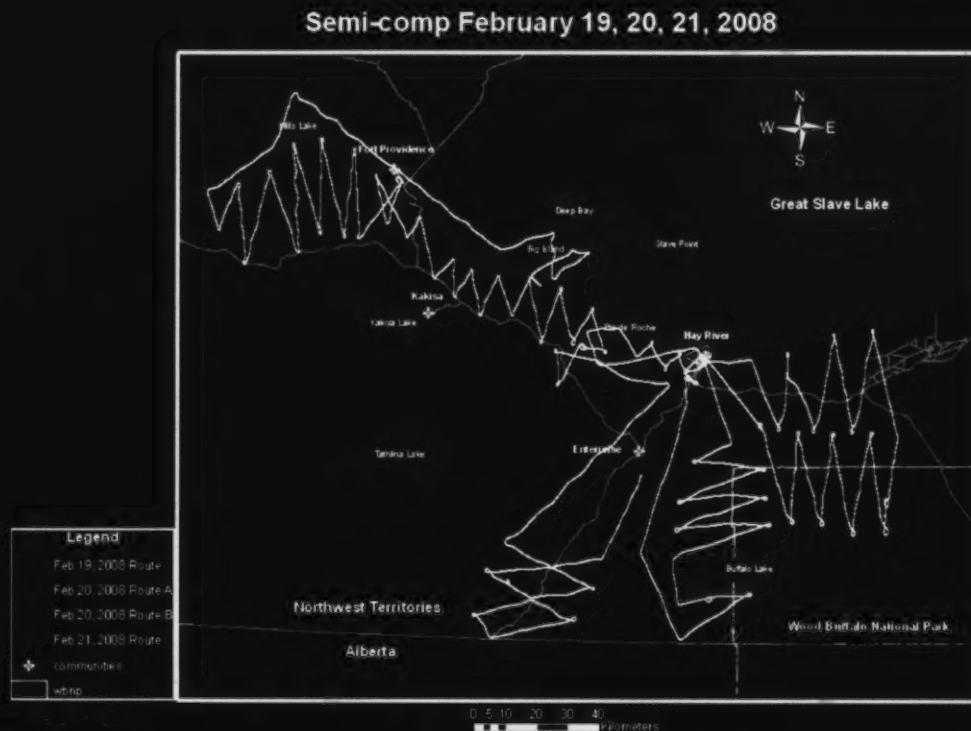 Semi-comp February 19, 20, 21, 2008
N
W E
S
Mills Lake
Fort Providence
Great Slave Lake
Deep Bay
Slave Point
Big Island
Kakisa
Kakisa Lake
Hay River
Tathlina Lake
Enterprise
Buffalo Lake
Northwest Territories
Wood Buffalo National Park
Alberta
Legend
Feb 19, 2008 Route
Feb 20, 2008 Route A
Feb 20, 2008 Route B
Feb 21, 2008 Route
communities
wbnp
0 5 10 20 30 40
Kilometers